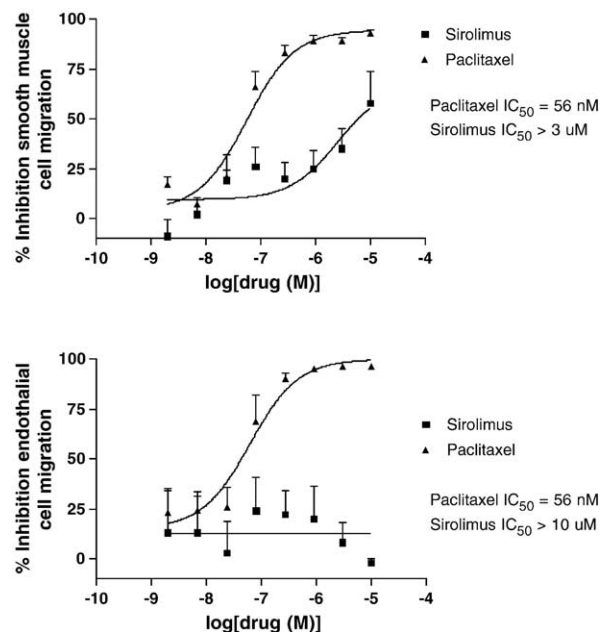 % Inhibition smooth muscle
cell migration
100
75
50
25
0
-10 -9 -8 -7 -6 -5 -4
log[drug (M)]
Sirolimus
Paclitaxel
Paclitaxel IC50 = 56 nM
Sirolimus IC50 > 3 uM
% Inhibition endothalial
cell migration
100
75
50
25
0
-10 -9 -8 -7 -6 -5 -4
log[drug (M)]
Sirolimus
Paclitaxel
Paclitaxel IC50 = 56 nM
Sirolimus IC50 > 10 uM